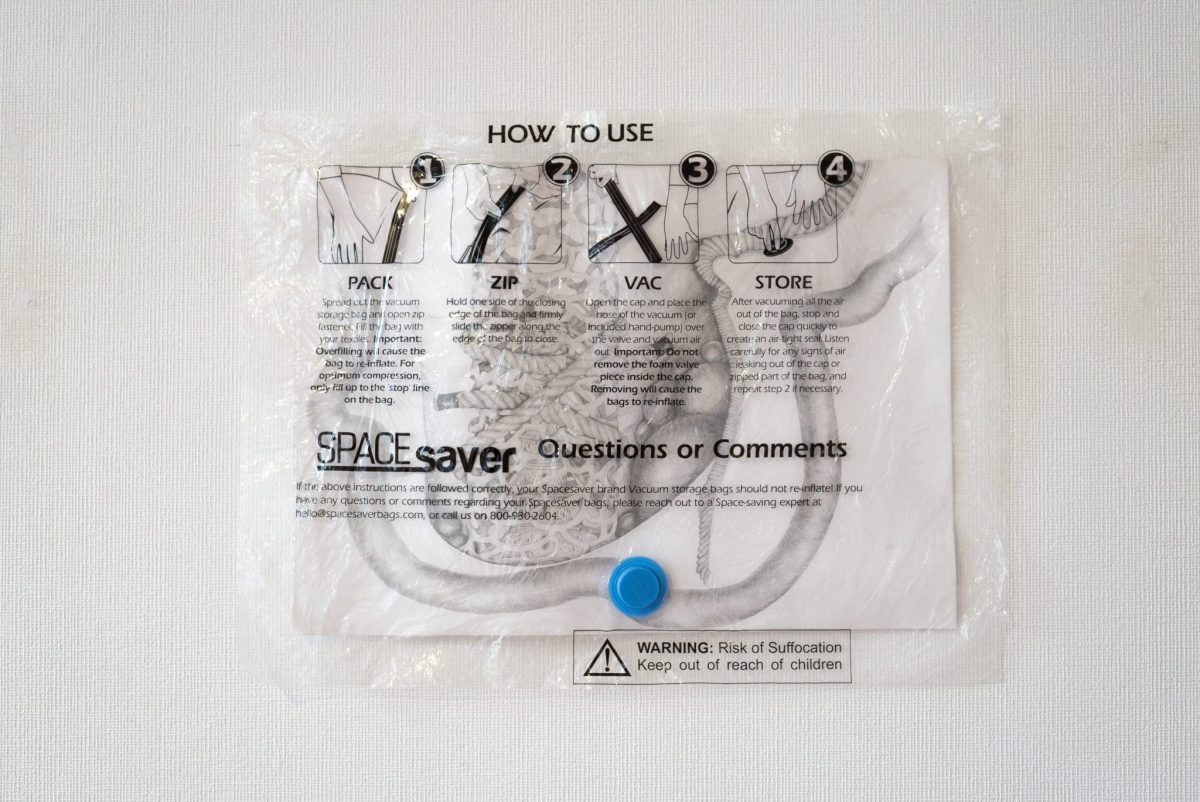 HOW TO USE
1 2 3 4
PACK
Spread out the vacuum
storage bag and open zip
fastener. Fill the bag with
your textiles. Important:
Overfilling will cause the
bag to re-inflate. For
optimum compression,
only fill up to the 'stop' line
on the bag.
ZIP
Hold one side of the closing
edge of the bag and firmly
slide the zipper along the
edge of the bag to close.
VAC
Open the cap and place the
hose of the vacuum (or
included hand-pump) over
the valve and vacuum air
out. Important: Do not
remove the foam valve
piece inside the cap.
Removing will cause the
bags to re-inflate.
STORE
After vacuuming all the air
out of the bag, stop and
close the cap quickly to
create an air-tight seal. Listen
carefully for any signs of air
leaking out of the cap or
zipped part of the bag, and
repeat step 2 if necessary.
SPACE saver
Questions or Comments
If the above instructions are followed correctly, your Spacesaver brand Vacuum storage bags should not re-inflate! If you
have any questions or comments regarding your Spacesaver bags, please reach out to a Space-saving expert at
hello@spacesaverbags.com, or call us on 800-930-2604.
WARNING: Risk of Suffocation
Keep out of reach of children